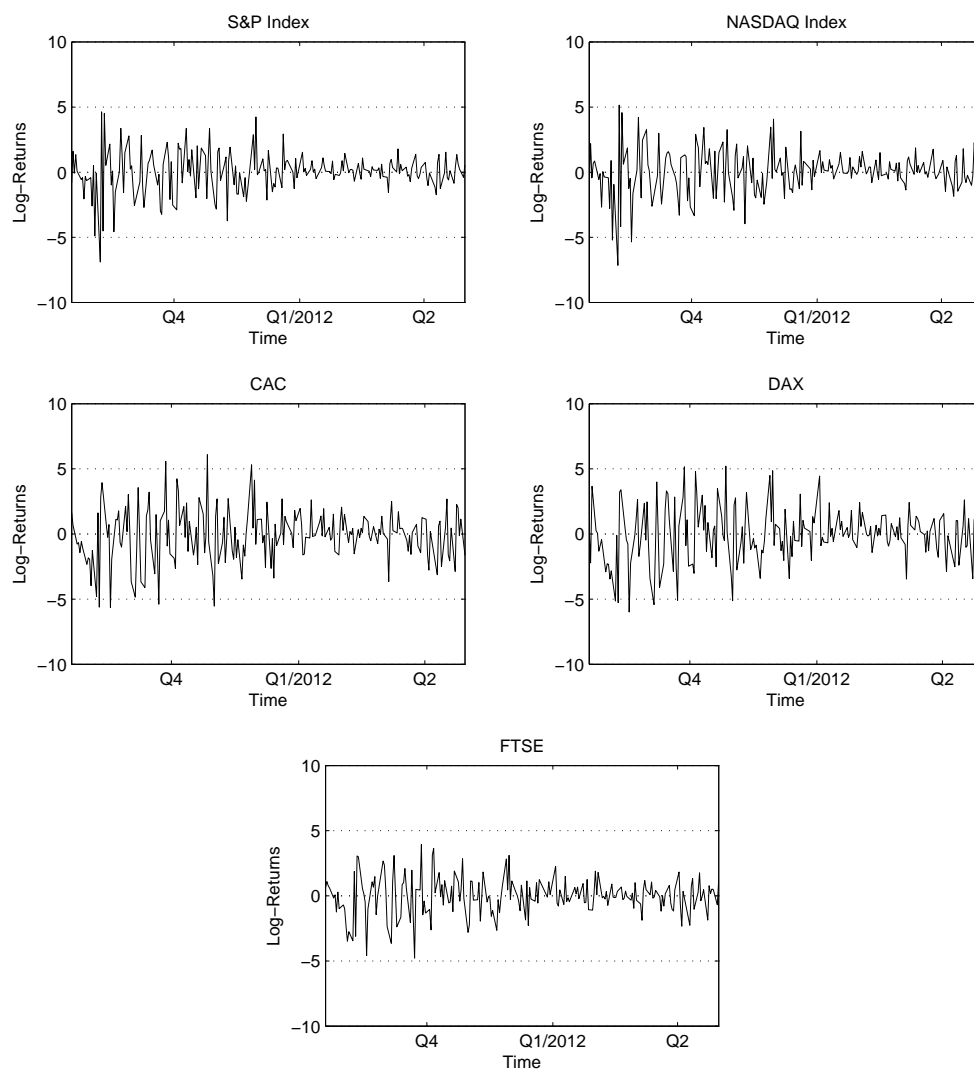 S&P Index
10
5
0
−5
−10
Log−Returns
Q4
Q1/2012
Q2
Time
NASDAQ Index
10
5
0
−5
−10
Log−Returns
Q4
Q1/2012
Q2
Time
CAC
10
5
0
−5
−10
Log−Returns
Q4
Q1/2012
Q2
Time
DAX
10
5
0
−5
−10
Log−Returns
Q4
Q1/2012
Q2
Time
FTSE
10
5
0
−5
−10
Log−Returns
Q4
Q1/2012
Q2
Time